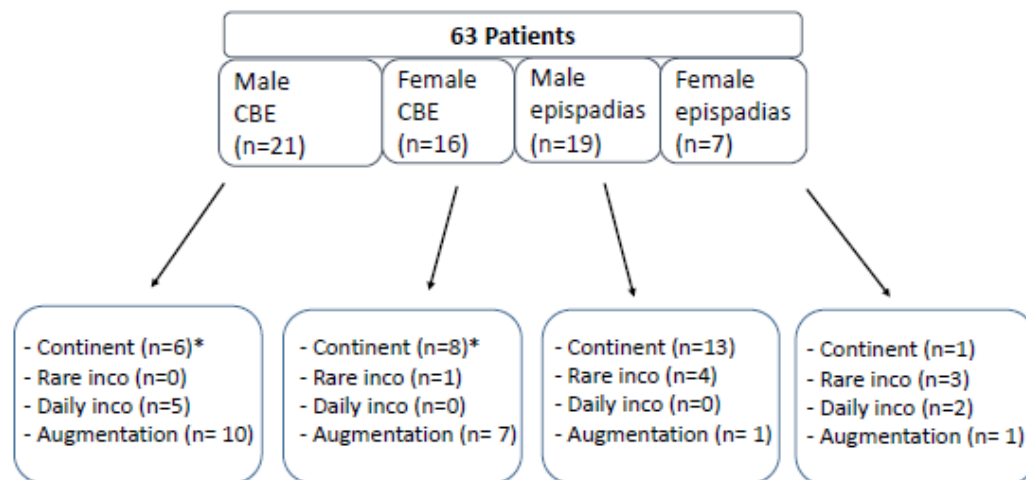 63 Patients
Male
CBE
(n=21)
Female
CBE
(n=16)
Male
epispadias
(n=19)
Female
epispadias
(n=7)
- Continent (n=6)*
- Rare inco (n=0)
- Daily inco (n=5)
- Augmentation (n= 10)
- Continent (n=8)*
- Rare inco (n=1)
- Daily inco (n=0)
- Augmentation (n= 7)
- Continent (n=13)
- Rare inco (n=4)
- Daily inco (n=0)
- Augmentation (n= 1)
- Continent (n=1)
- Rare inco (n=3)
- Daily inco (n=2)
- Augmentation (n= 1)